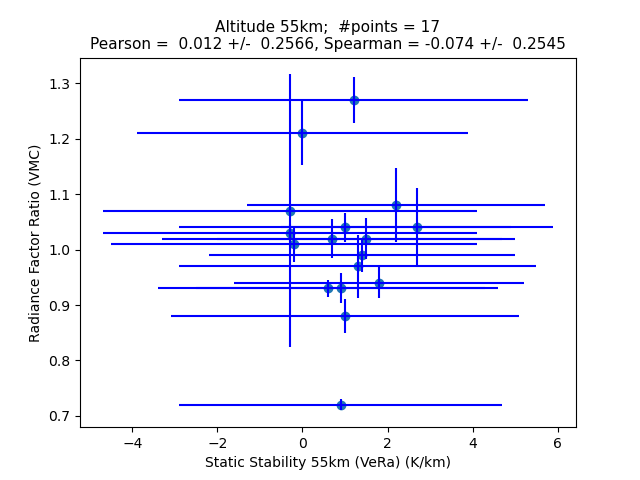 Altitude 55km;  #points = 17
Pearson =  0.012 +/-  0.2566, Spearman = -0.074 +/-  0.2545
1.3
1.2
1.1
1.0
0.9
0.8
0.7
Radiance Factor Ratio (VMC)
−4 −2 0 2 4 6
Static Stability 55km (VeRa) (K/km)